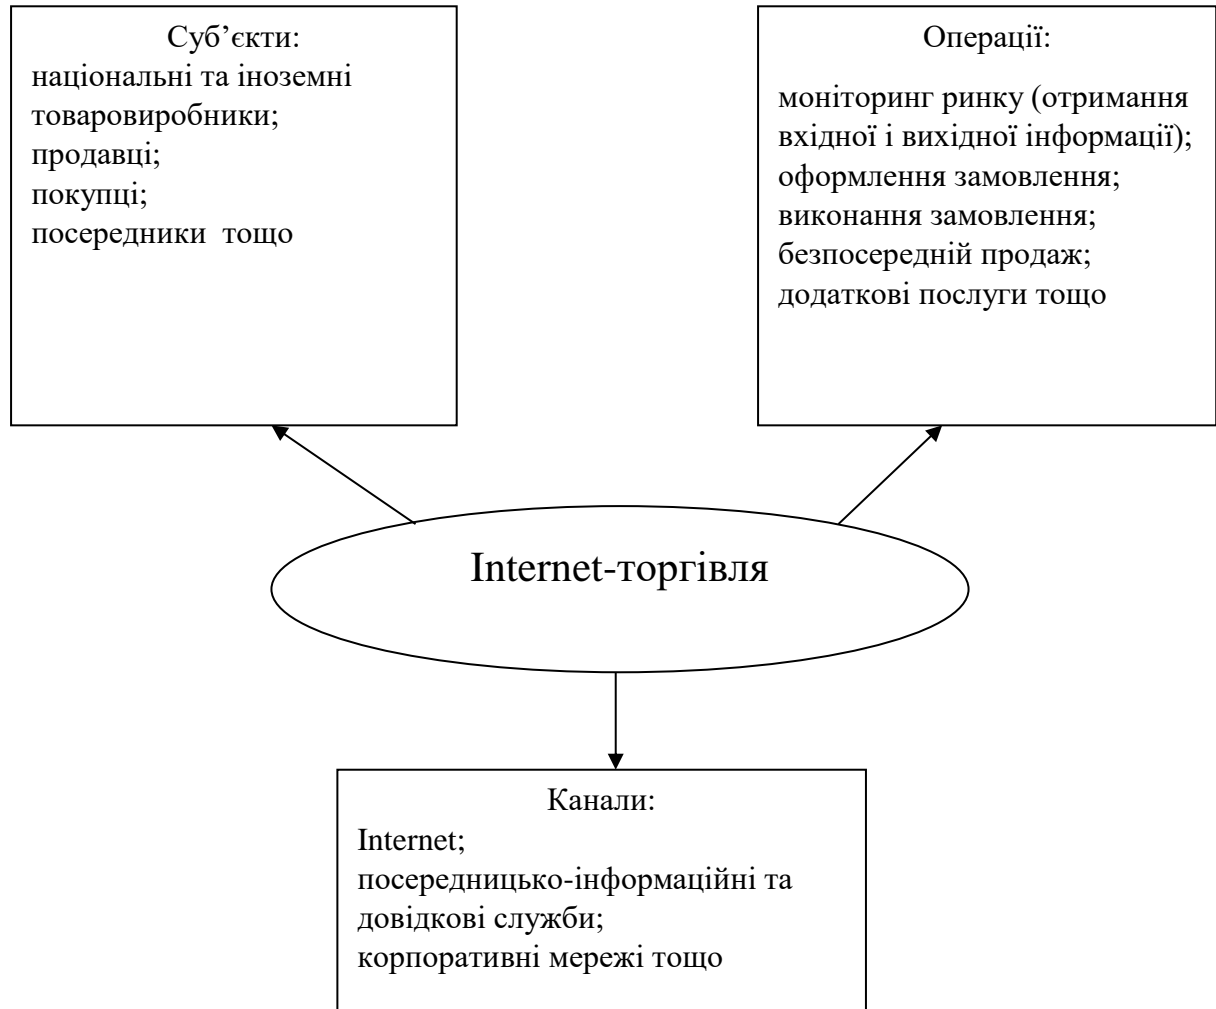 Суб’єкти:
національні та іноземні
товаровиробники;
продавці;
покупці;
посередники  тощо
Операції:
моніторинг ринку (отримання
вхідної і вихідної інформації);
оформлення замовлення;
виконання замовлення;
безпосередній продаж;
додаткові послуги тощо
Internet-торгівля
Канали:
Internet;
посередницько-інформаційні та
довідкові служби;
корпоративні мережі тощо